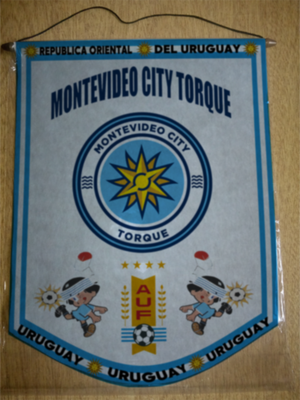 REPUBLICA ORIENTAL DEL URUGUAY
MONTEVIDEO CITY TORQUE
MONTEVIDEO CITY
TORQUE
AUF
URUGUAY URUGUAY URUGUAY